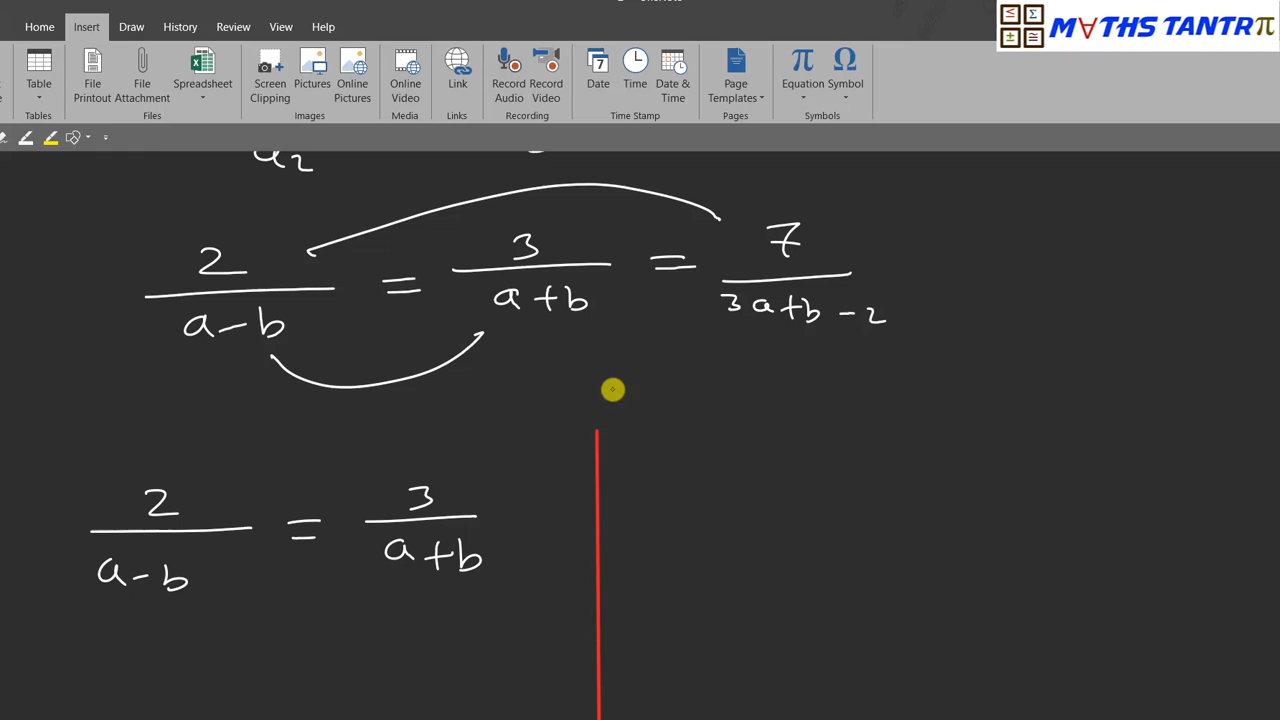 Home Insert Draw History Review View Help
≤ Σ ± ≅ M∀THS TANTRπ
Table File Printout File Attachment Spreadsheet Screen Clipping Pictures Online Pictures Online Video Link Record Audio Record Video Date Time Date & Time Page Templates Equation Symbol
Tables Files Images Media Links Recording Time Stamp Pages Symbols
a2
2/(a-b) = 3/(a+b) = 7/(3a+b-2)
2/(a-b) = 3/(a+b)